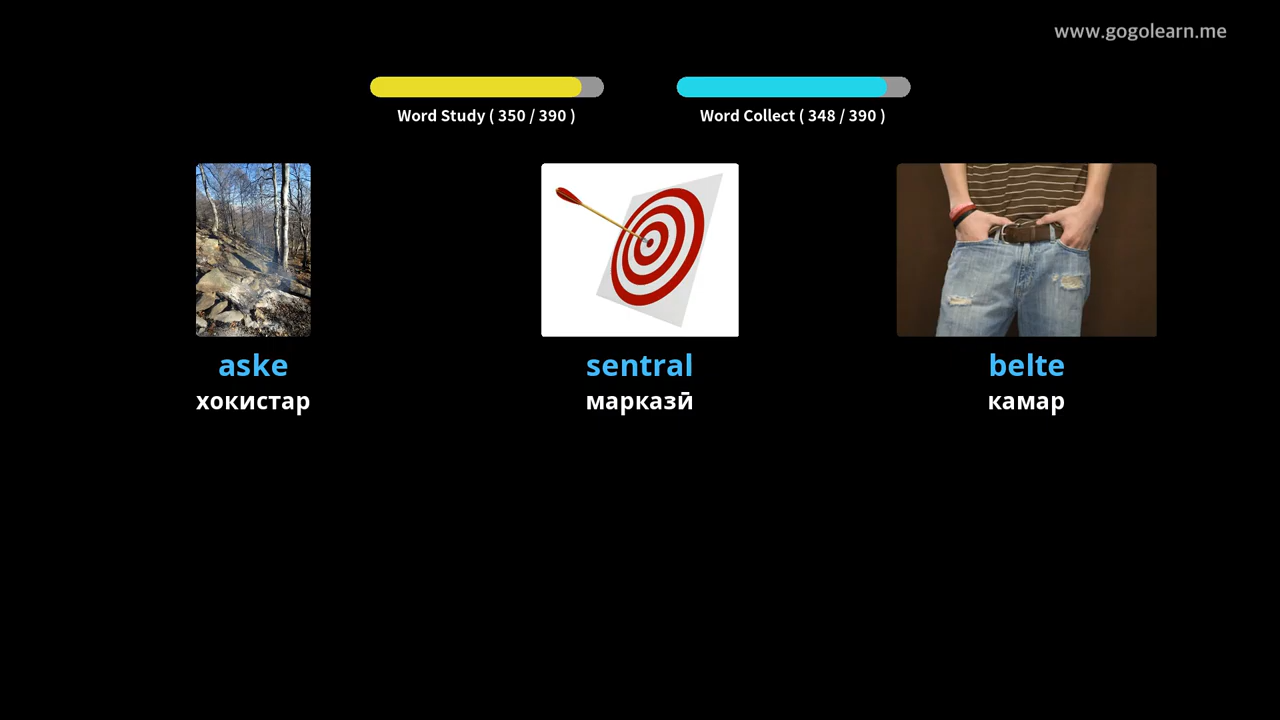 www.gogolearn.me
Word Study ( 350 / 390 )
Word Collect ( 348 / 390 )
aske
хокистар
sentral
марказӣ
belte
камар